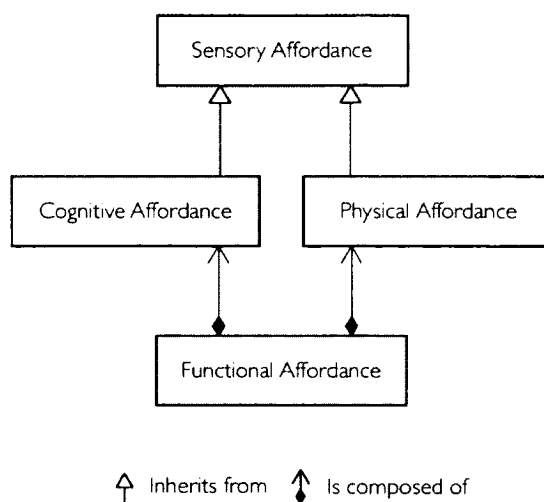 Sensory Affordance
Cognitive Affordance
Physical Affordance
Functional Affordance
Inherits from
Is composed of